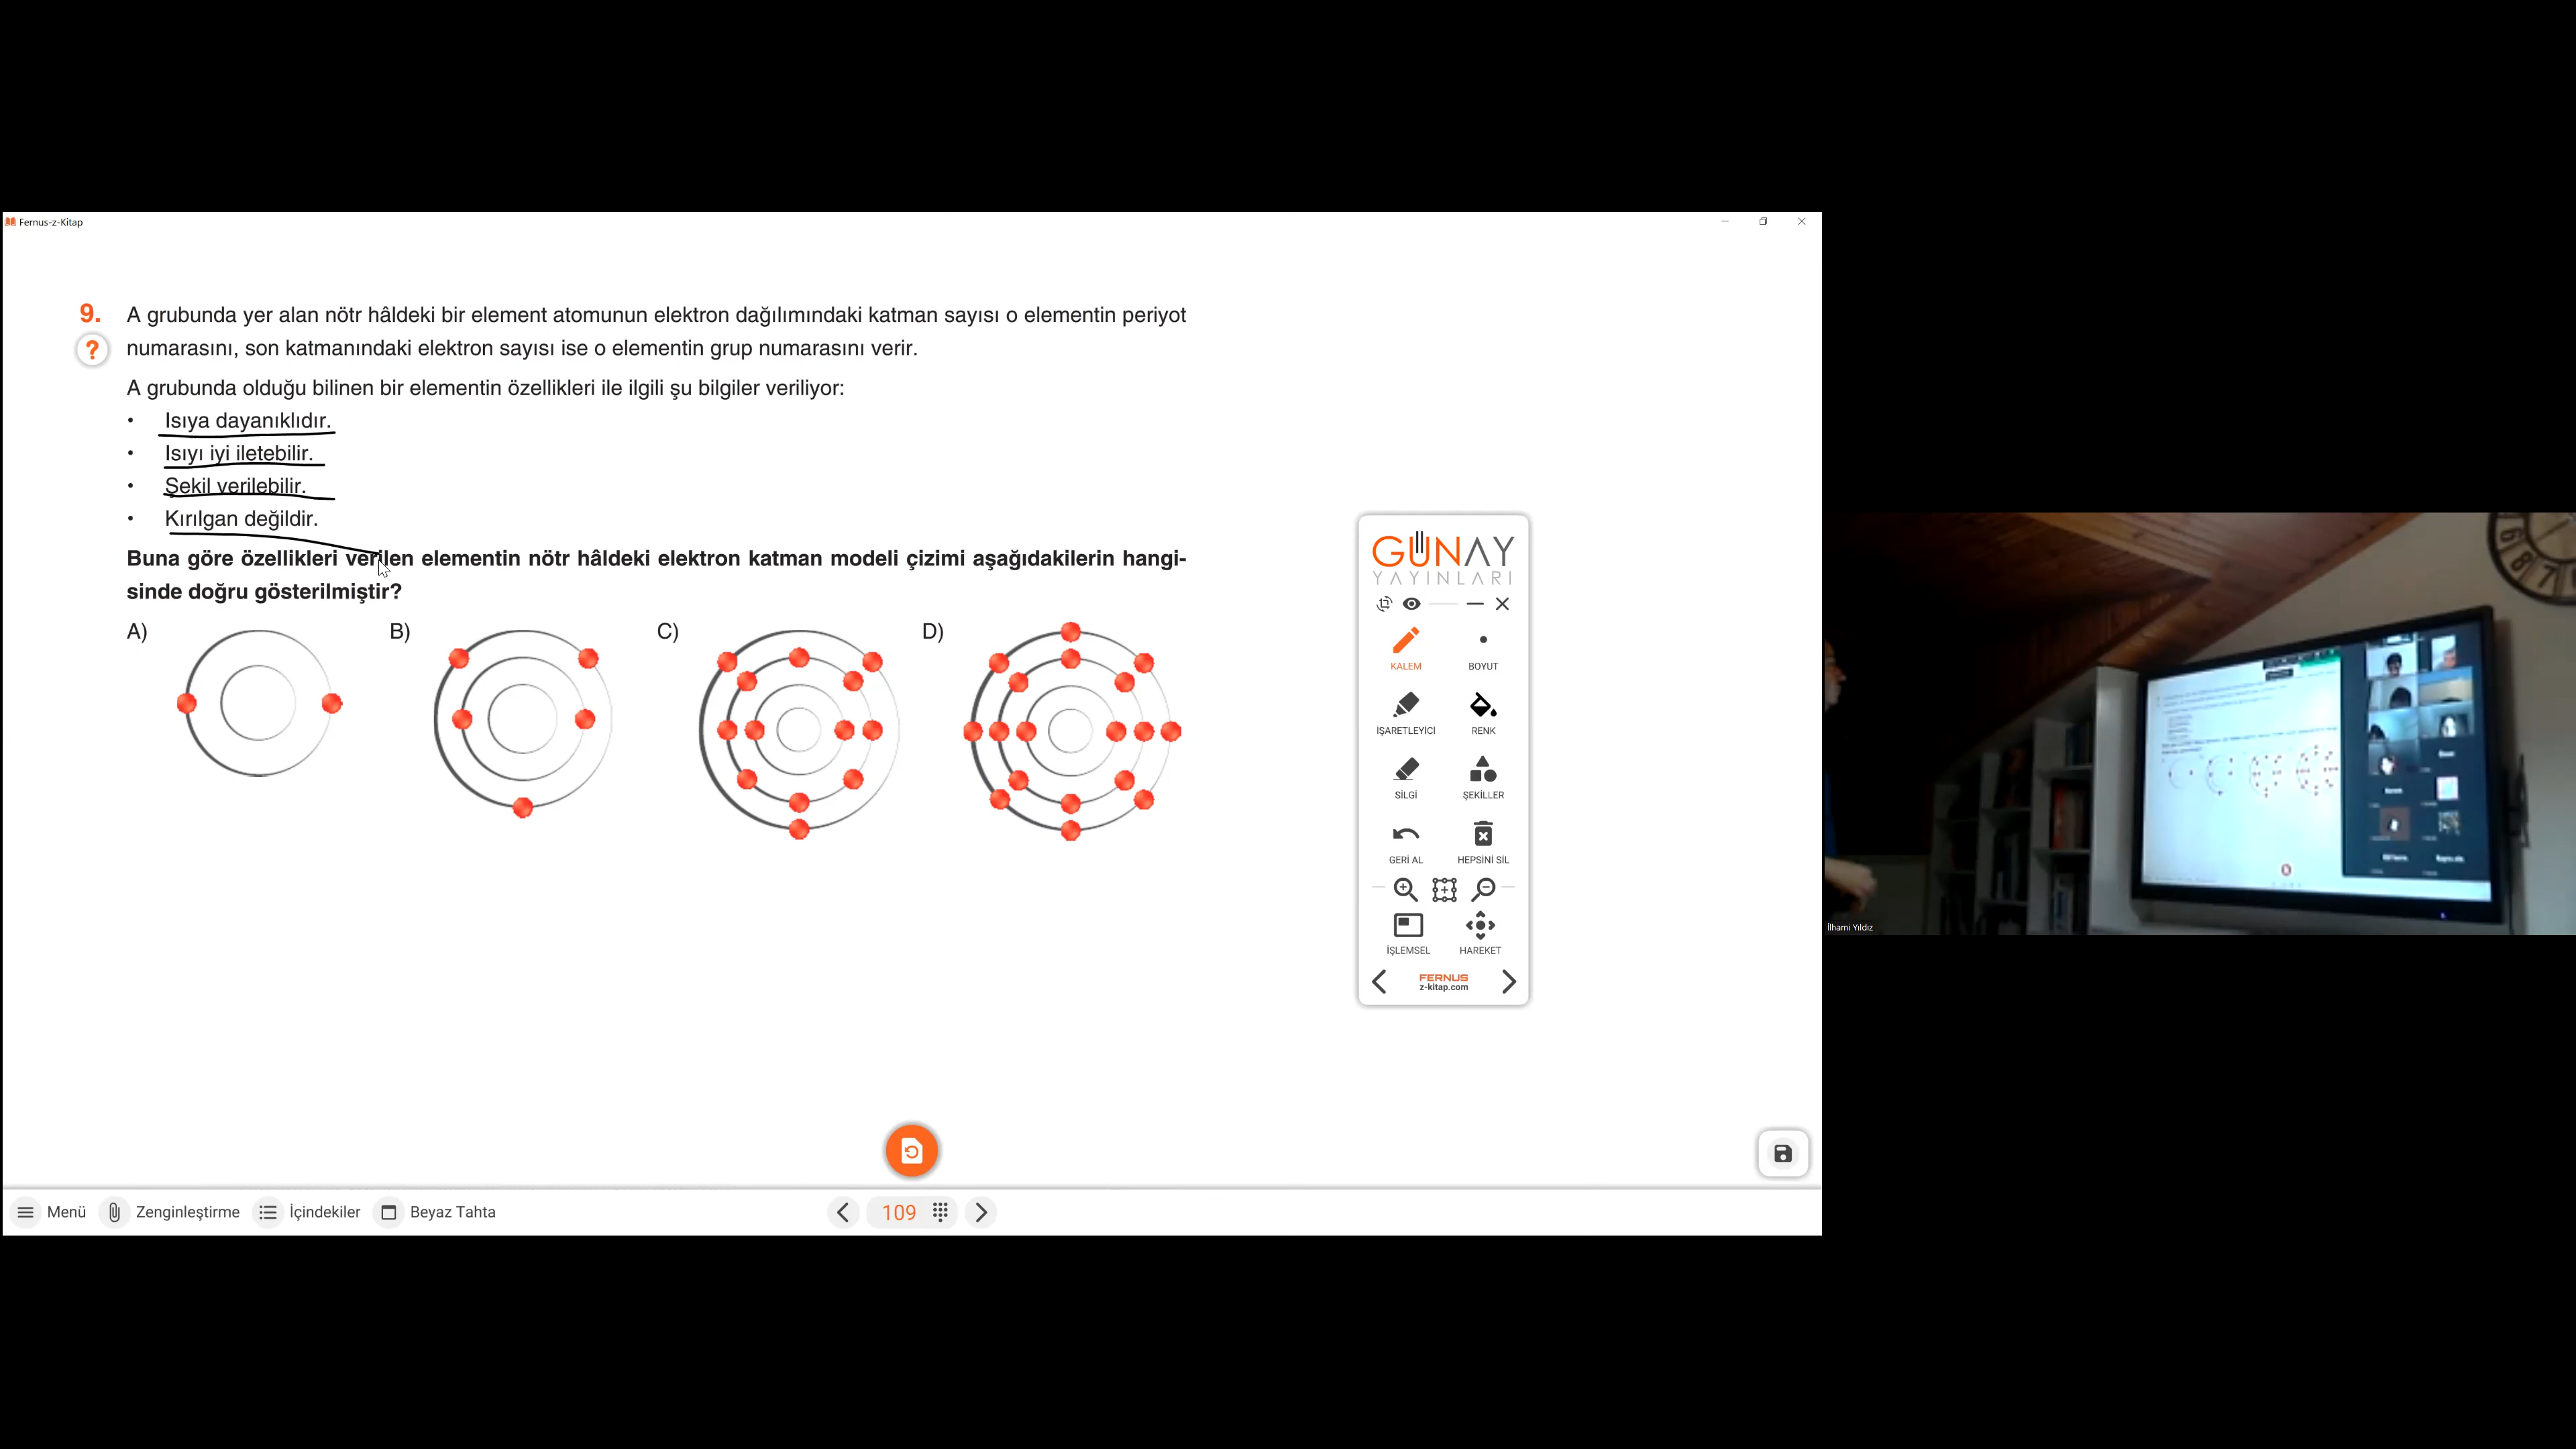 Fernus-z-Kitap
9. A grubunda yer alan nötr hâldeki bir element atomunun elektron dağılımındaki katman sayısı o elementin periyot
? numarasını, son katmanındaki elektron sayısı ise o elementin grup numarasını verir.
A grubunda olduğu bilinen bir elementin özellikleri ile ilgili şu bilgiler veriliyor:
• Isıya dayanıklıdır.
• Isıyı iyi iletebilir.
• Şekil verilebilir.
• Kırılgan değildir.
Buna göre özellikleri verilen elementin nötr hâldeki elektron katman modeli çizimi aşağıdakilerin hangi-
sinde doğru gösterilmiştir?
A) B) C) D)
GÜNAY
YAYINLARI
KALEM BOYUT
İŞARETLEYİCİ RENK
SİLGİ ŞEKİLLER
GERİ AL HEPSİNİ SİL
İŞLEMSEL HAREKET
FERNUS
z-kitap.com
İlhami Yıldız
Menü Zenginleştirme İçindekiler Beyaz Tahta 109